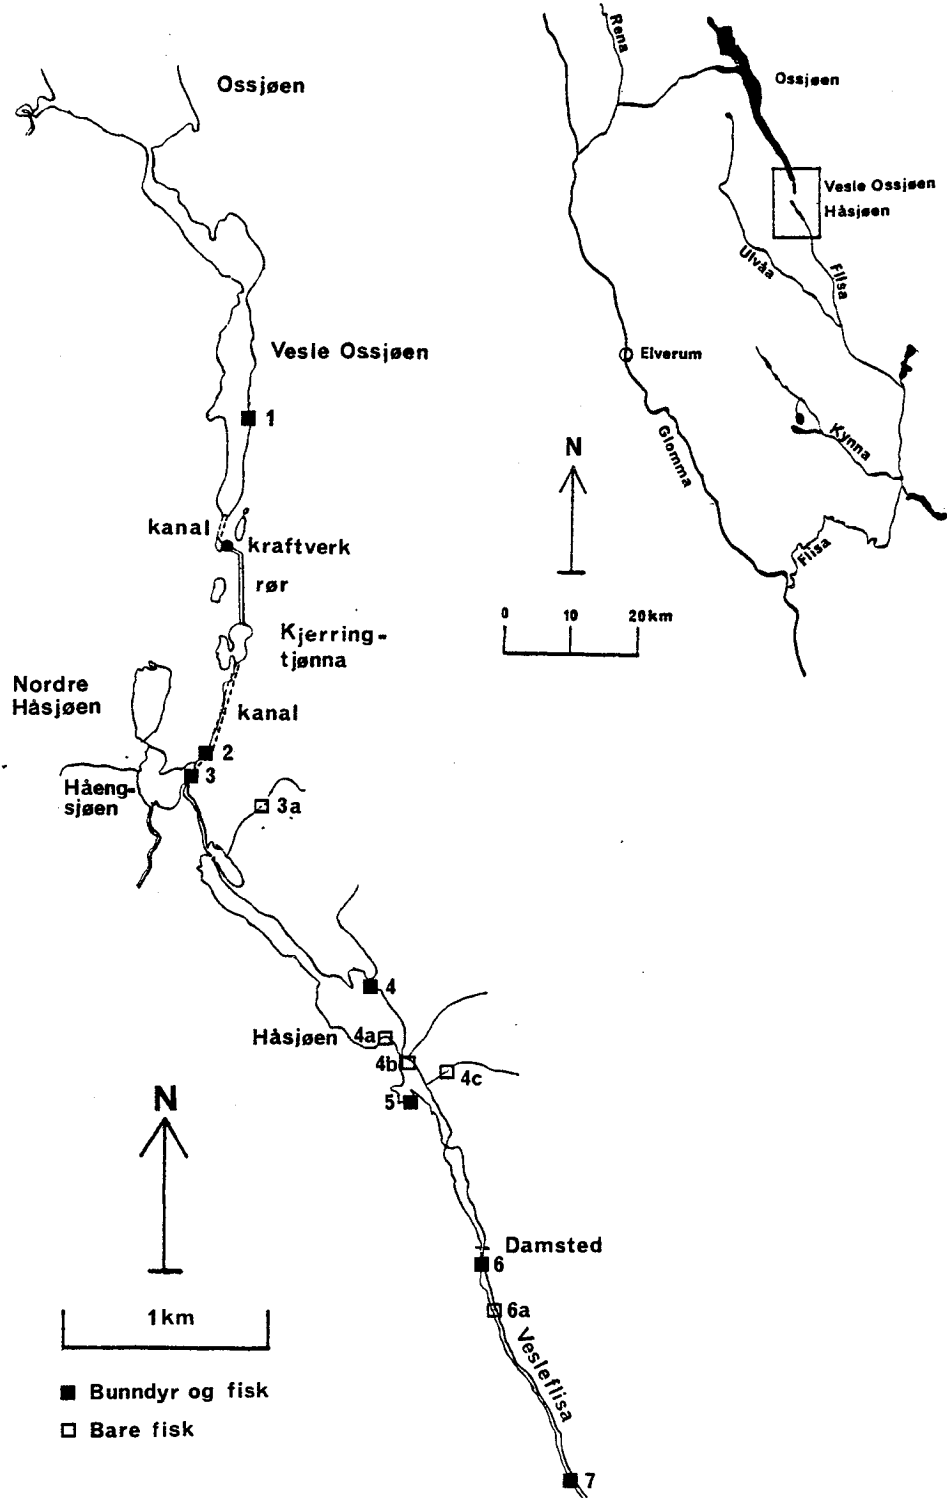 Ossjøen
Vesle Ossjøen
1
kanal
kraftverk
rør
Kjerring-
tjønna
Nordre
Håsjøen
kanal
2
3
Håeng-
sjøen
3a
4
Håsjøen
4a
4b
4c
5
N
Damsted
6
6a
1km
Vesleflisa
Bunndyr og fisk
Bare fisk
7
Rena
Ossjøen
Vesle Ossjøen
Håsjøen
Ulvåa
Flisa
Elverum
Glomma
Kynna
N
Flisa
0
10
20km